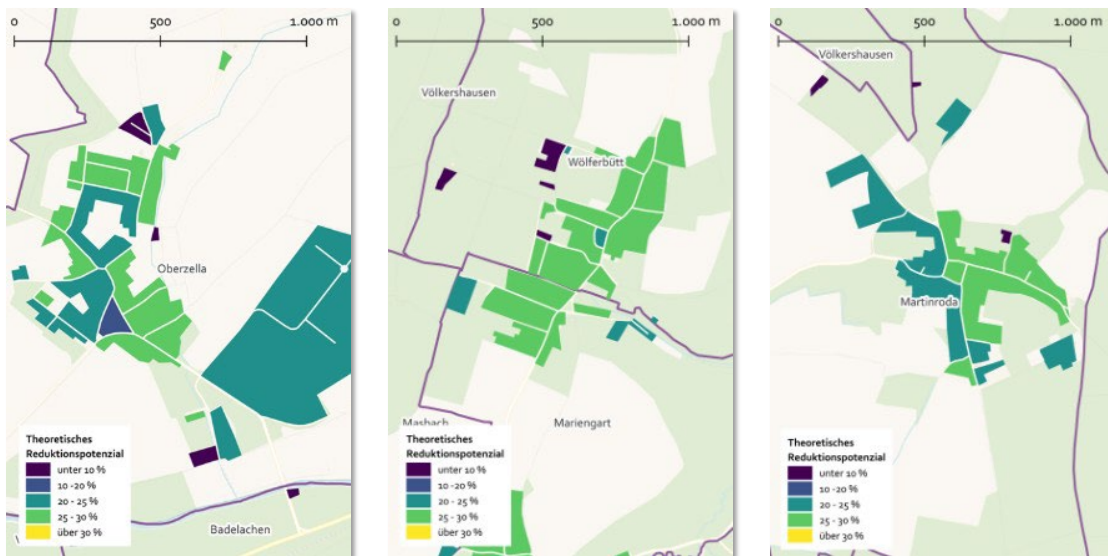 0 500 1.000 m
Oberzella
Theoretisches
Reduktionspotenzial
unter 10 %
10 -20 %
20 - 25 %
25 - 30 %
über 30 %
Badelachen
0 500 1.000 m
Völkershausen
Wölferbütt
Masbach
Mariengart
Theoretisches
Reduktionspotenzial
unter 10 %
10 -20 %
20 - 25 %
25 - 30 %
über 30 %
0 500 1.000 m
Völkershausen
Martinroda
Theoretisches
Reduktionspotenzial
unter 10 %
10 -20 %
20 - 25 %
25 - 30 %
über 30 %